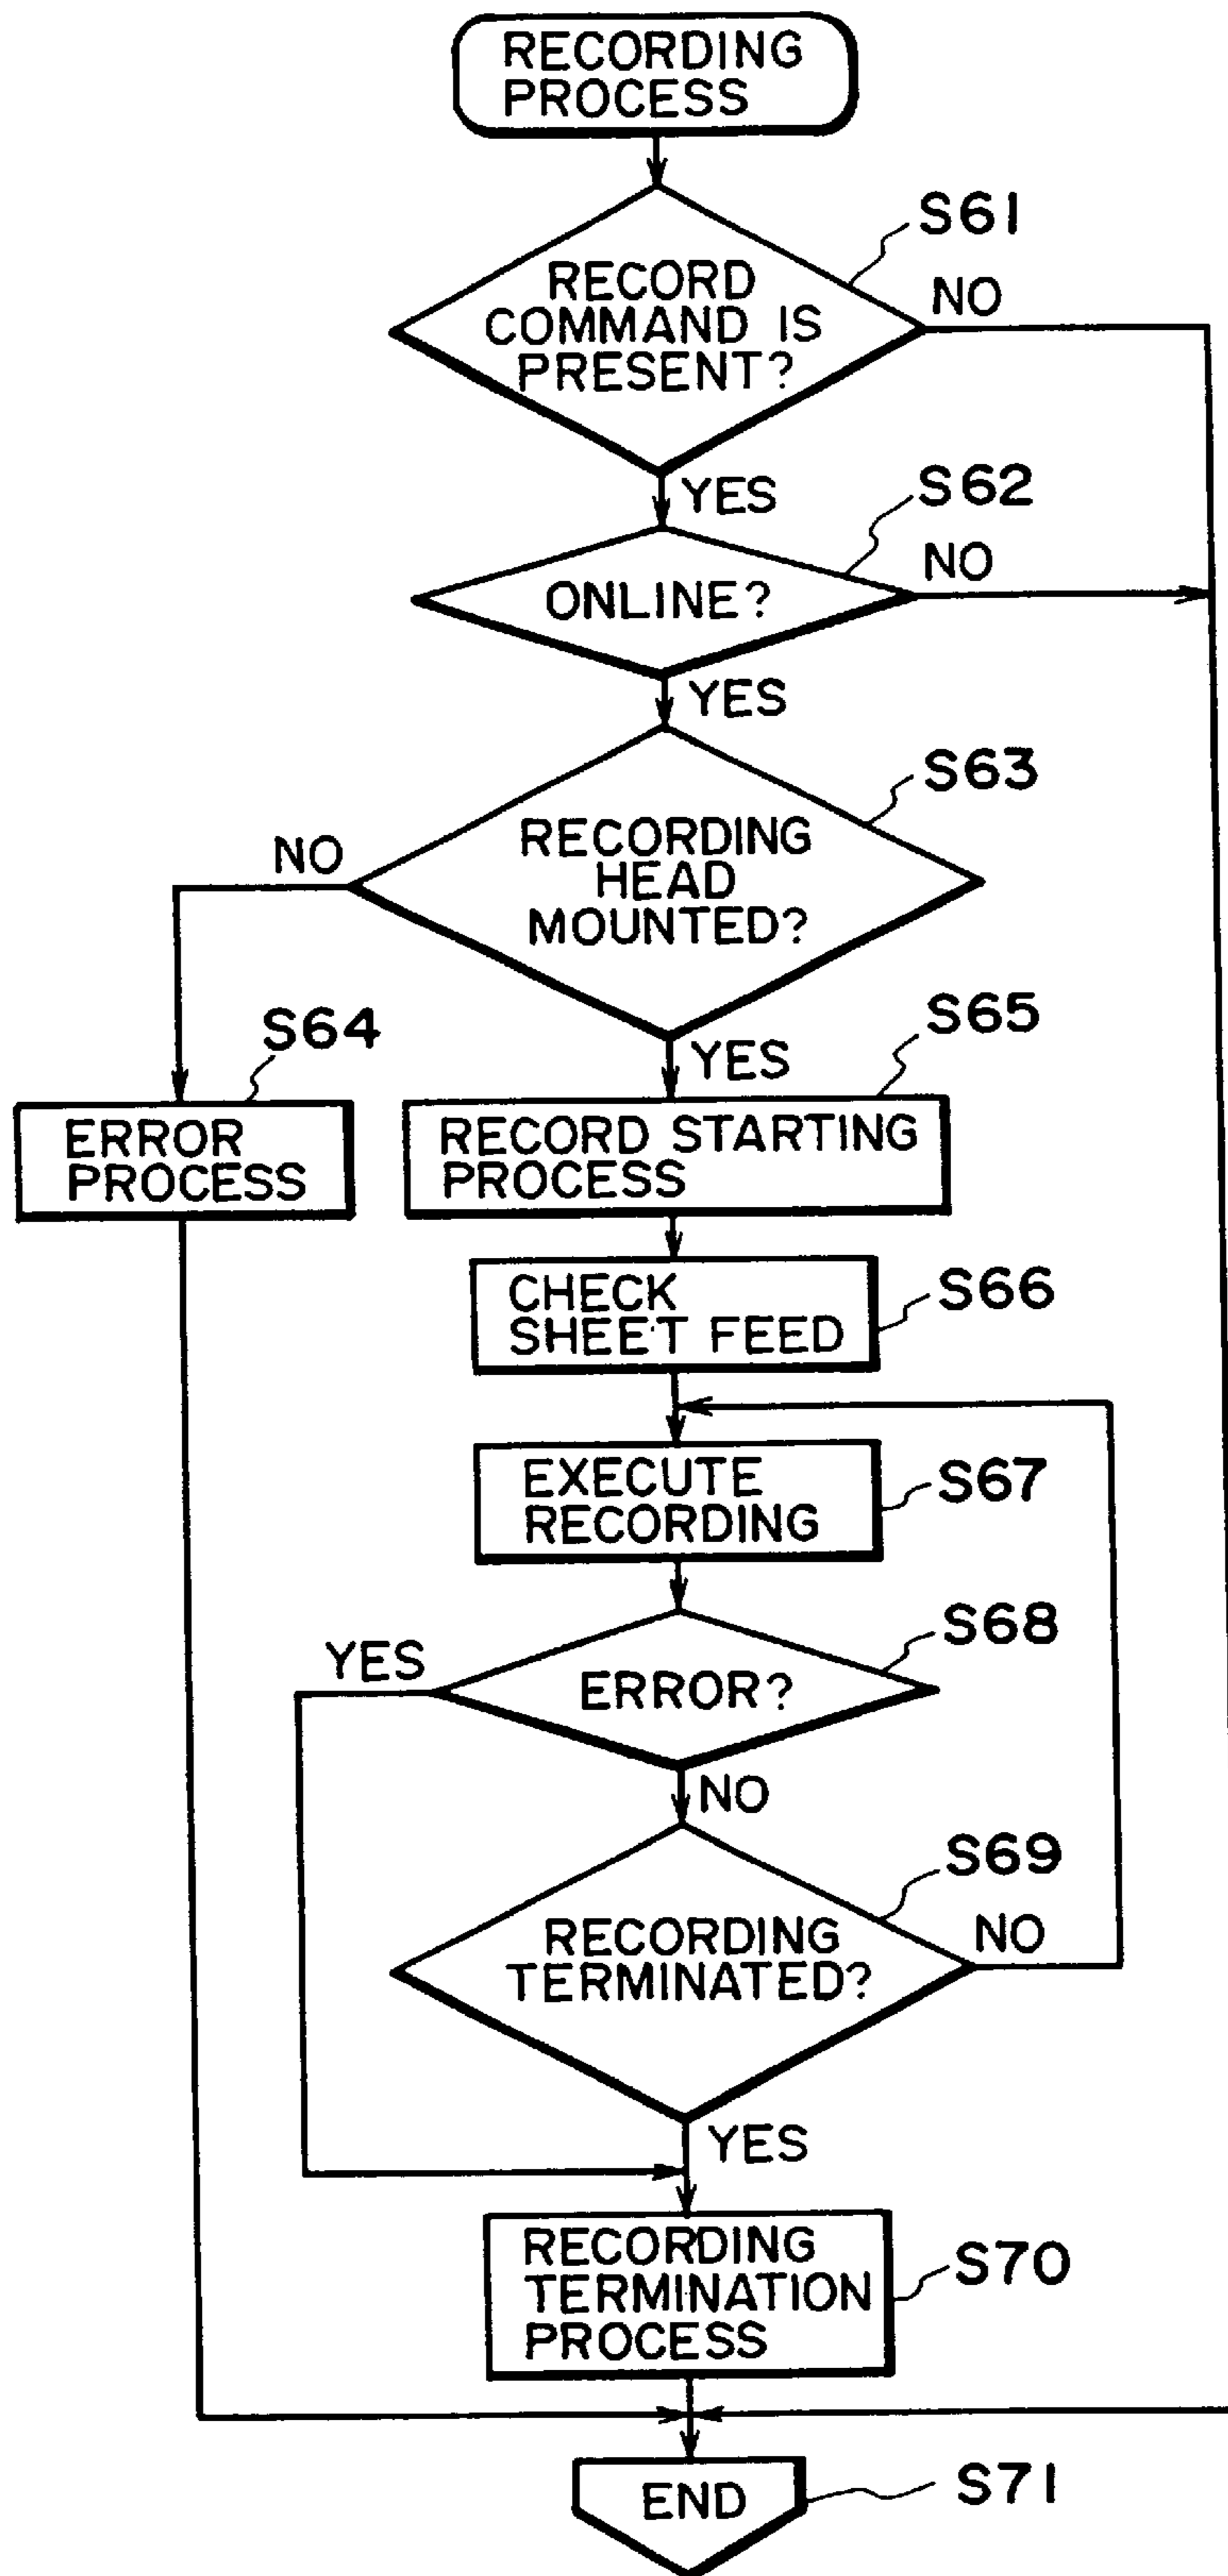 RECORDING
PROCESS
S61
RECORD
COMMAND IS
PRESENT?
NO
YES
S62
ONLINE?
NO
YES
S63
RECORDING
HEAD
MOUNTED?
NO
YES
S64
ERROR
PROCESS
S65
RECORD STARTING
PROCESS
S66
CHECK
SHEET FEED
S67
EXECUTE
RECORDING
S68
ERROR?
YES
NO
S69
RECORDING
TERMINATED?
NO
YES
S70
RECORDING
TERMINATION
PROCESS
END
S71